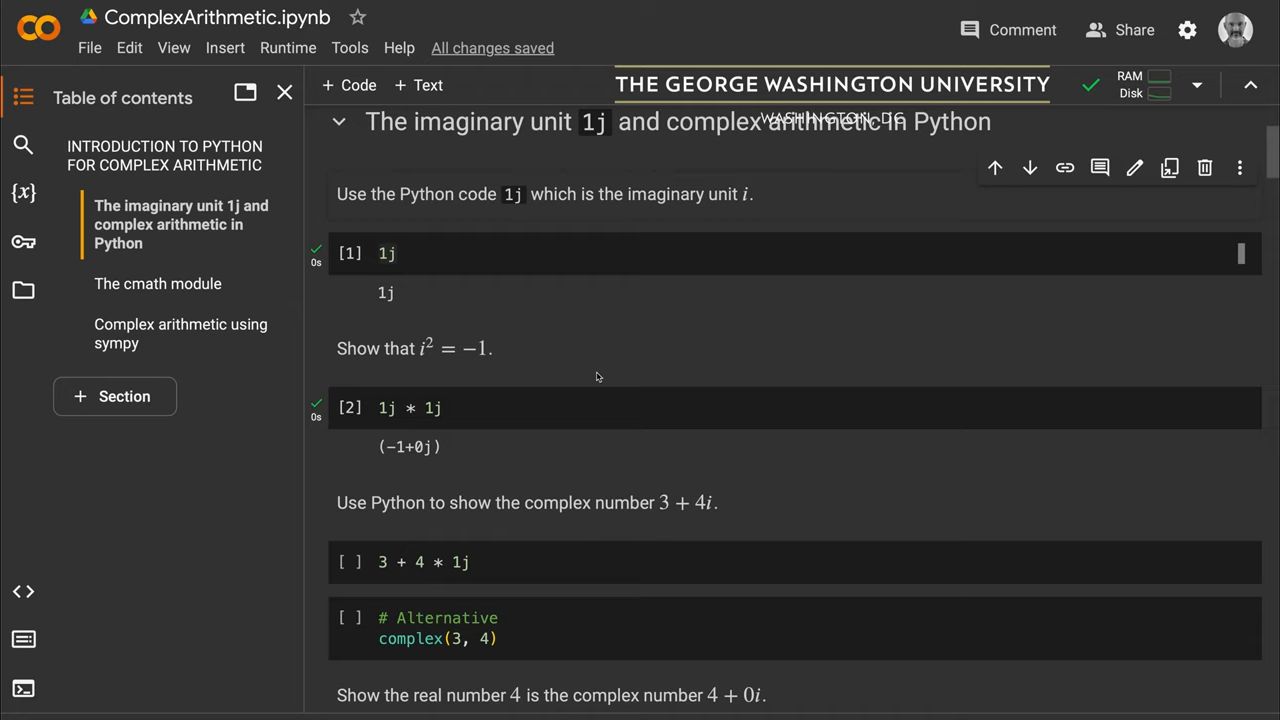 ComplexArithmetic.ipynb
File Edit View Insert Runtime Tools Help All changes saved
Comment Share
Table of contents
INTRODUCTION TO PYTHON
FOR COMPLEX ARITHMETIC
The imaginary unit 1j and
complex arithmetic in
Python
The cmath module
Complex arithmetic using
sympy
+ Section
+ Code + Text
THE GEORGE WASHINGTON UNIVERSITY
WASHINGTON, DC
RAM
Disk
The imaginary unit 1j and complex arithmetic in Python
Use the Python code 1j which is the imaginary unit i.
[1] 1j
0s
1j
Show that i² = −1.
[2] 1j * 1j
0s
(-1+0j)
Use Python to show the complex number 3 + 4i.
[ ] 3 + 4 * 1j
[ ] # Alternative
complex(3, 4)
Show the real number 4 is the complex number 4 + 0i.